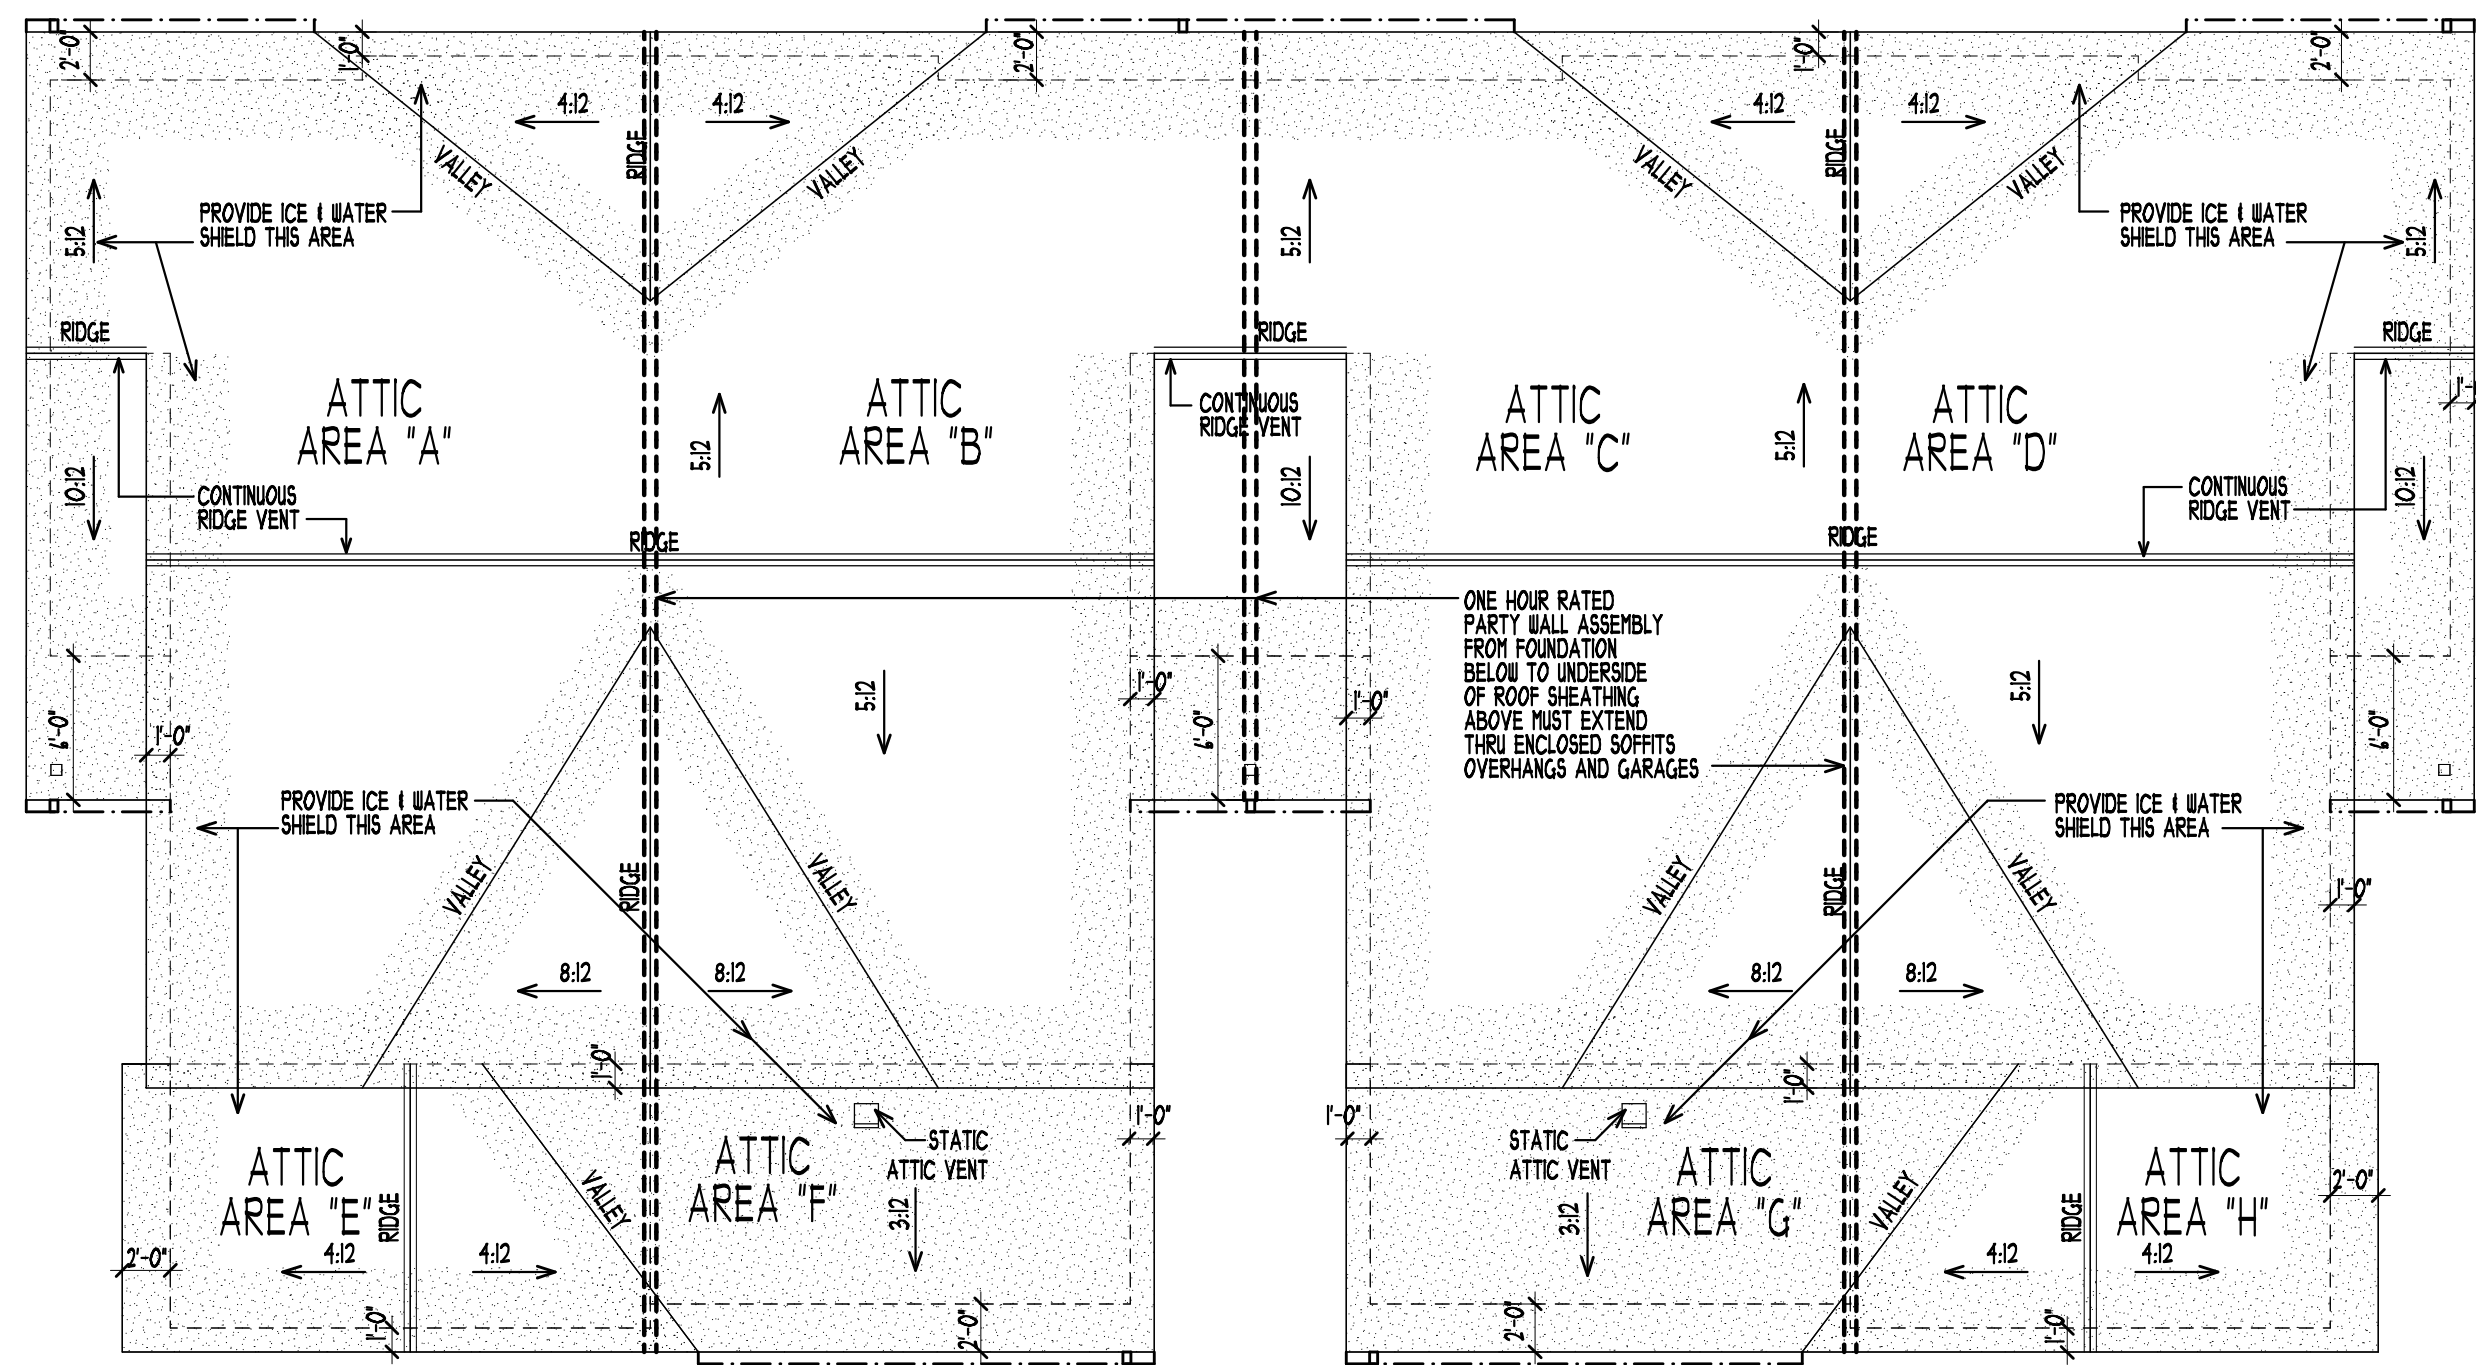 2'-0"
1'-0"
2'-0"
1'-0"
2'-0"
4:12
4:12
4:12
4:12
RIDGE
RIDGE
VALLEY
VALLEY
VALLEY
VALLEY
PROVIDE ICE & WATER
SHIELD THIS AREA
PROVIDE ICE & WATER
SHIELD THIS AREA
5:12
5:12
5:12
RIDGE
RIDGE
RIDGE
1'-
ATTIC
AREA "A"
ATTIC
AREA "B"
CONTINUOUS
RIDGE VENT
ATTIC
AREA "C"
ATTIC
AREA "D"
5:12
5:12
10:12
10:12
10:12
CONTINUOUS
RIDGE VENT
CONTINUOUS
RIDGE VENT
RIDGE
RIDGE
ONE HOUR RATED
PARTY WALL ASSEMBLY
FROM FOUNDATION
BELOW TO UNDERSIDE
OF ROOF SHEATHING
ABOVE MUST EXTEND
THRU ENCLOSED SOFFITS
OVERHANGS AND GARAGES
5:12
5:12
1'-0"
1'-0"
6'-0"
1'-0"
6'-0"
6'-0"
PROVIDE ICE & WATER
SHIELD THIS AREA
PROVIDE ICE & WATER
SHIELD THIS AREA
VALLEY
RIDGE
VALLEY
VALLEY
RIDGE
VALLEY
1'-0"
8:12
8:12
8:12
8:12
1'-0"
1'-0"
1'-0"
1'-0"
STATIC
ATTIC VENT
STATIC
ATTIC VENT
ATTIC
AREA "E"
RIDGE
VALLEY
ATTIC
AREA "F"
3:12
3:12
ATTIC
AREA "G"
VALLEY
RIDGE
ATTIC
AREA "H"
2'-0"
2'-0"
4:12
4:12
4:12
4:12
1'-0"
2'-0"
2'-0"
1'-0"